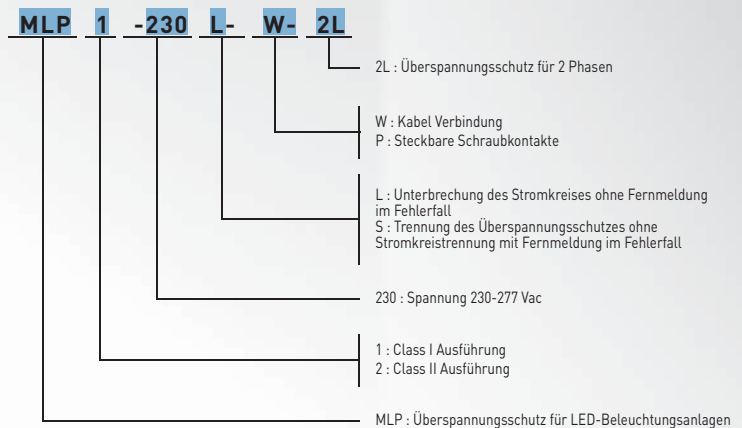 MLP 1 -230 L- W- 2L
2L : Überspannungsschutz für 2 Phasen
W : Kabel Verbindung
P : Steckbare Schraubkontakte
L : Unterbrechung des Stromkreises ohne Fernmeldung
im Fehlerfall
S : Trennung des Überspannungsschutzes ohne
Stromkreistrennung mit Fernmeldung im Fehlerfall
230 : Spannung 230-277 Vac
1 : Class I Ausführung
2 : Class II Ausführung
MLP : Überspannungsschutz für LED-Beleuchtungsanlagen